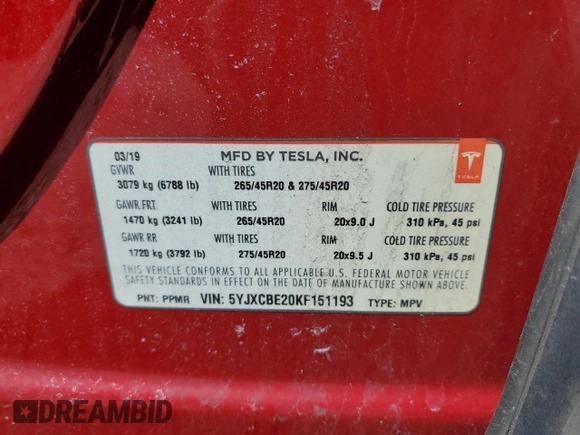 03/19 MFD BY TESLA, INC.
GVWR WITH TIRES
3079 kg (6788 lb) 265/45R20 & 275/45R20
TESLA
GAWR FRT WITH TIRES RIM COLD TIRE PRESSURE
1470 kg (3241 lb) 265/45R20 20x9.0 J 310 kPa, 45 psi
GAWR RR WITH TIRES RIM COLD TIRE PRESSURE
1720 kg (3792 lb) 275/45R20 20x9.5 J 310 kPa, 45 psi
THIS VEHICLE CONFORMS TO ALL APPLICABLE U.S. FEDERAL MOTOR VEHICLE
SAFETY STANDARDS IN EFFECT ON THE DATE OF MANUFACTURE SHOWN ABOVE.
PNT: PPMR VIN: 5YJXCBE20KF151193 TYPE: MPV
DREAMBID